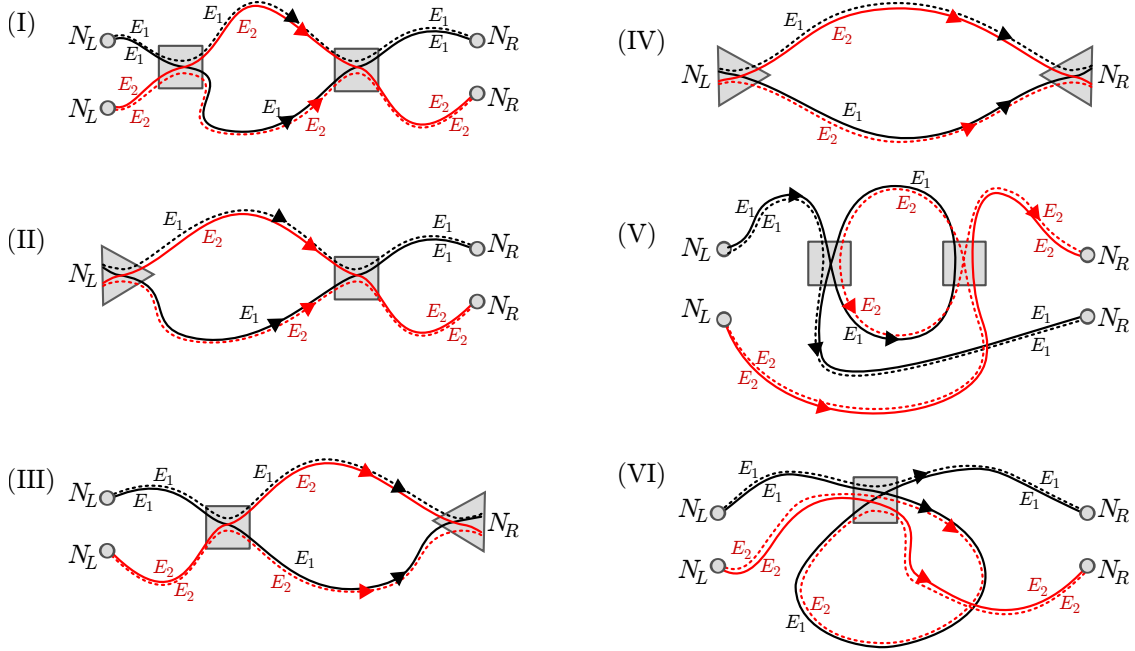 (I)
N_L E_1 E_1 E_1 E_2 E_1 E_1 N_R
N_L E_2 E_2 E_1 E_2 E_2 E_2 N_R
(II)
N_L E_1 E_2 E_1 E_2 E_1 E_1 N_R
E_2 E_2 N_R
(III)
N_L E_1 E_1 E_1 E_2 N_R
N_L E_2 E_2 E_1 E_2
(IV)
N_L E_1 E_2 N_R
E_1 E_2
(V)
N_L E_1 E_1 E_1 E_2 E_2 E_2 N_R
N_L E_2 E_2 E_2 E_1 E_1 E_1 N_R
(VI)
N_L E_1 E_1 E_1 E_1 N_R
N_L E_2 E_2 E_2 E_1 E_2 E_2 N_R